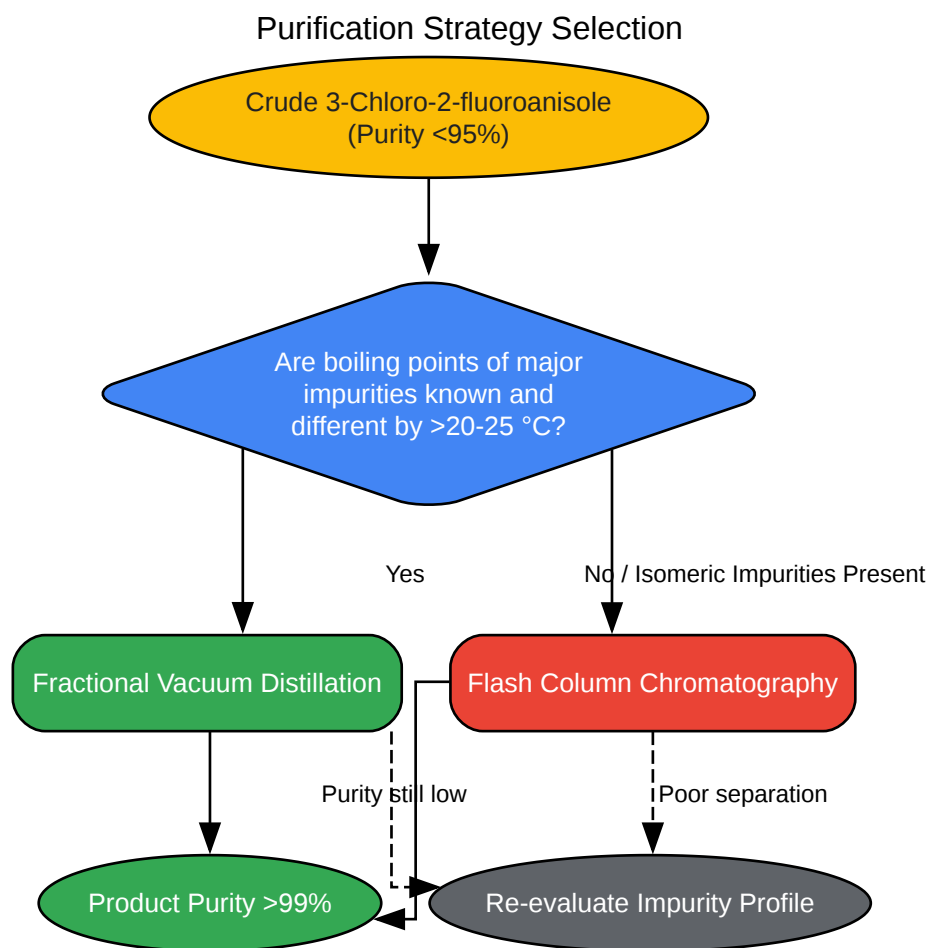 Purification Strategy Selection
Crude 3-Chloro-2-fluoroanisole
(Purity <95%)
Are boiling points of major
impurities known and
different by >20-25 °C?
Yes
No / Isomeric Impurities Present
Fractional Vacuum Distillation
Flash Column Chromatography
Purity still low
Poor separation
Product Purity >99%
Re-evaluate Impurity Profile